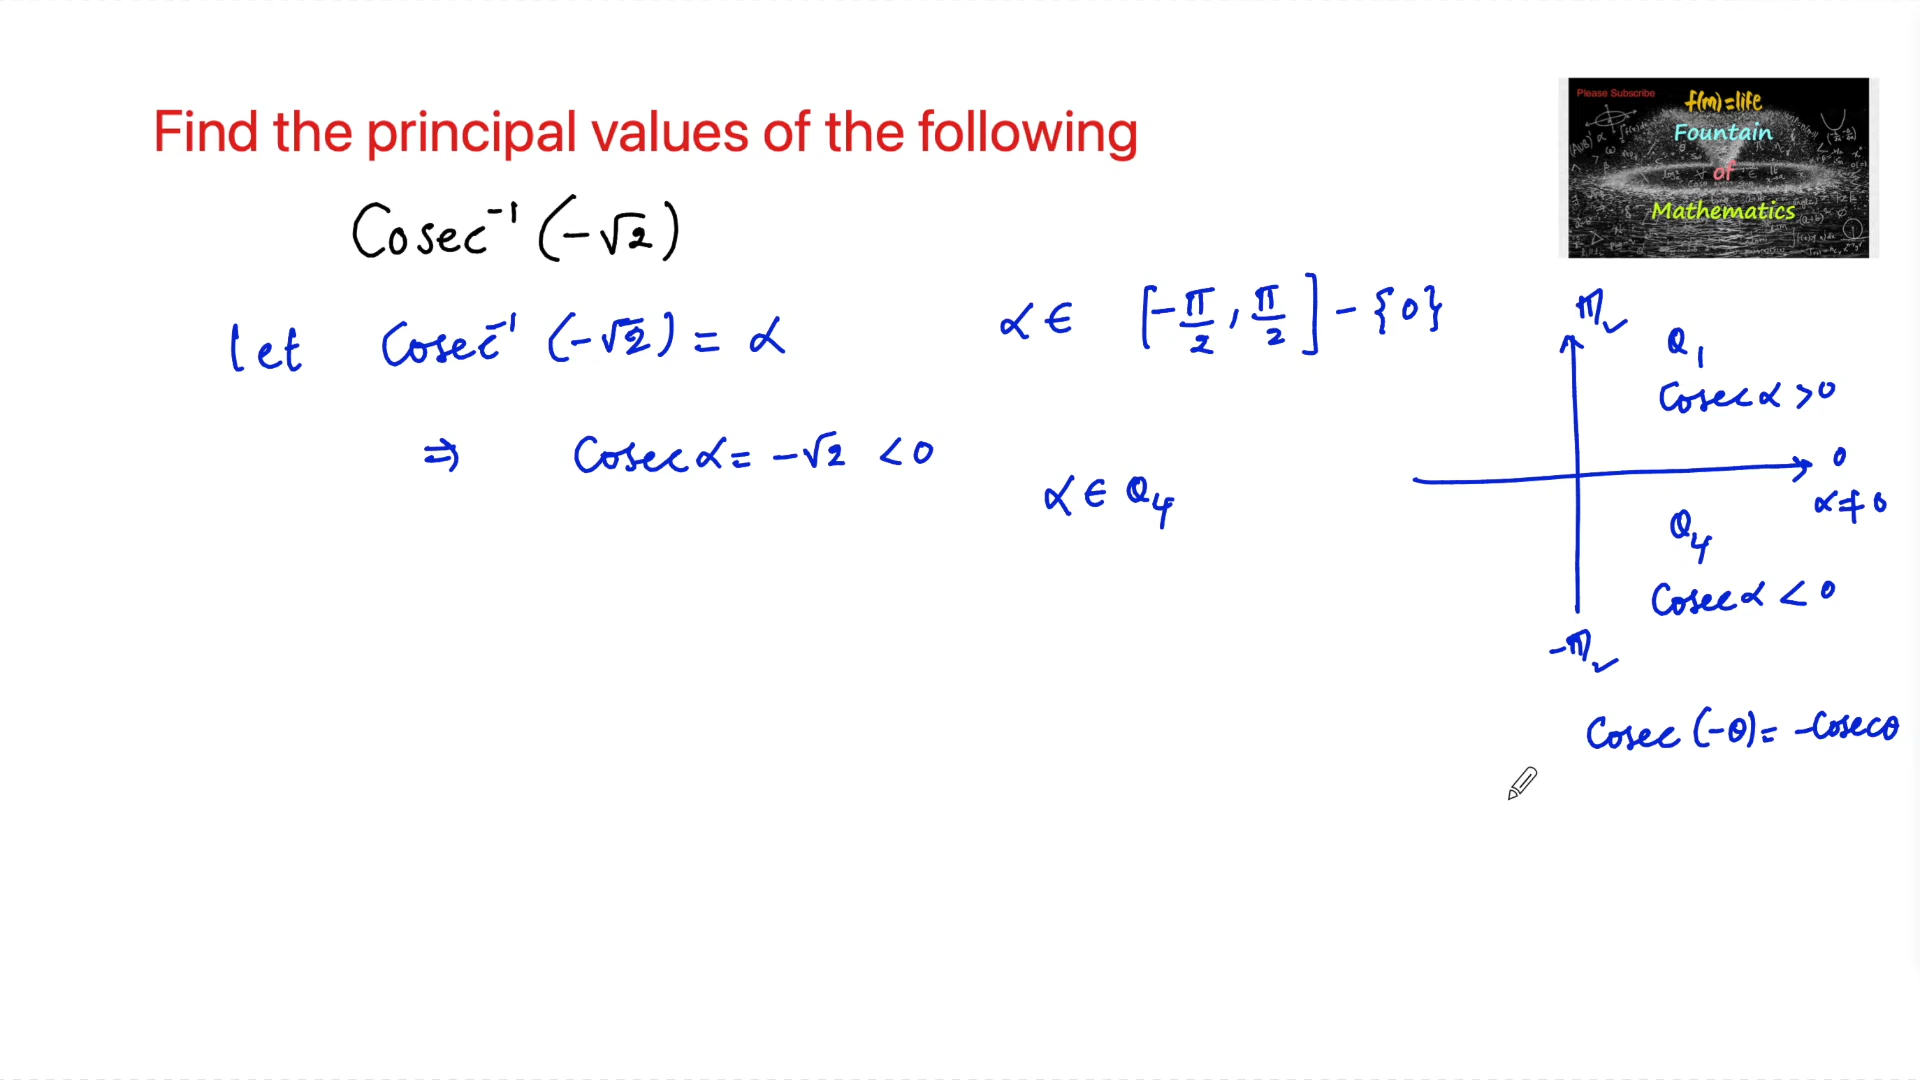 Find the principal values of the following
Cosec⁻¹ (-√2)
Please Subscribe
f(m)=life
Fountain
of
Mathematics
let Cosec⁻¹ (-√2) = α
α ∈ [-π/2, π/2] - {0}
⇒ Cosec α = -√2 < 0
α ∈ Q₄
π/2
Q₁
Cosec α > 0
0
α ≠ 0
Q₄
Cosec α < 0
-π/2
Cosec (-θ) = -Cosec θ